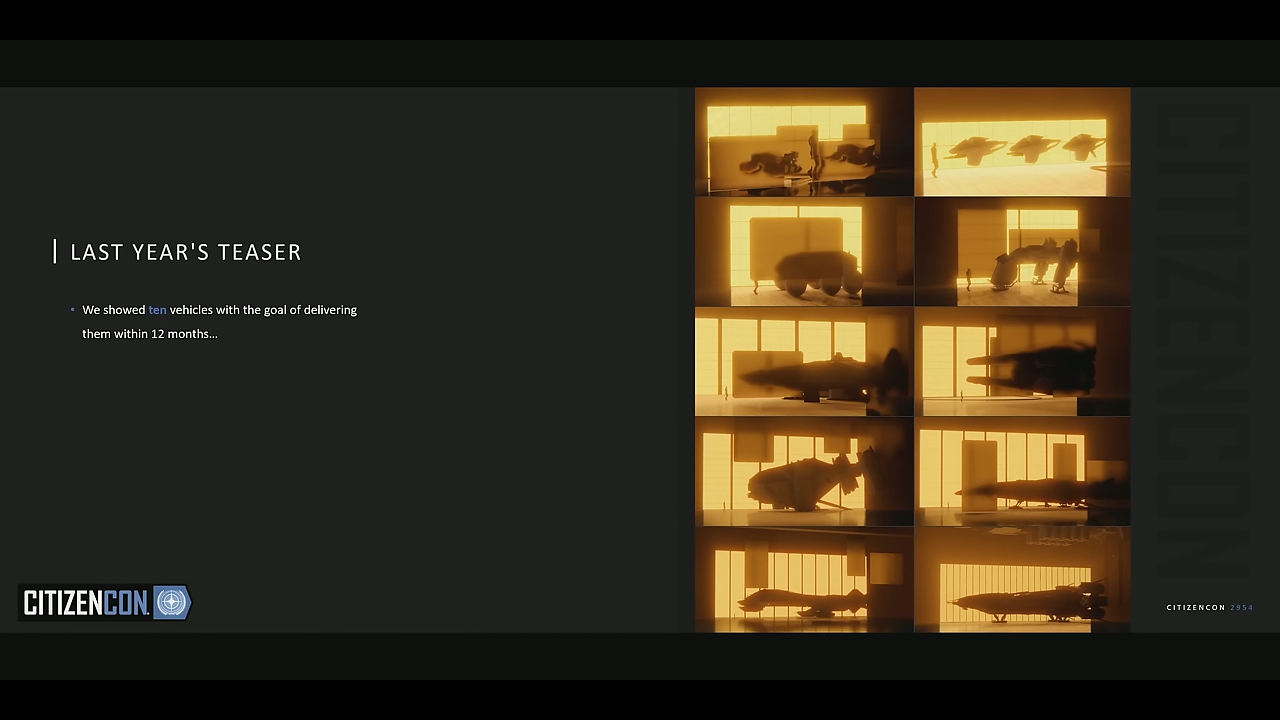 LAST YEAR'S TEASER
• We showed ten vehicles with the goal of delivering
them within 12 months...
CITIZENCON
CITIZENCON.
CITIZENCON 2954